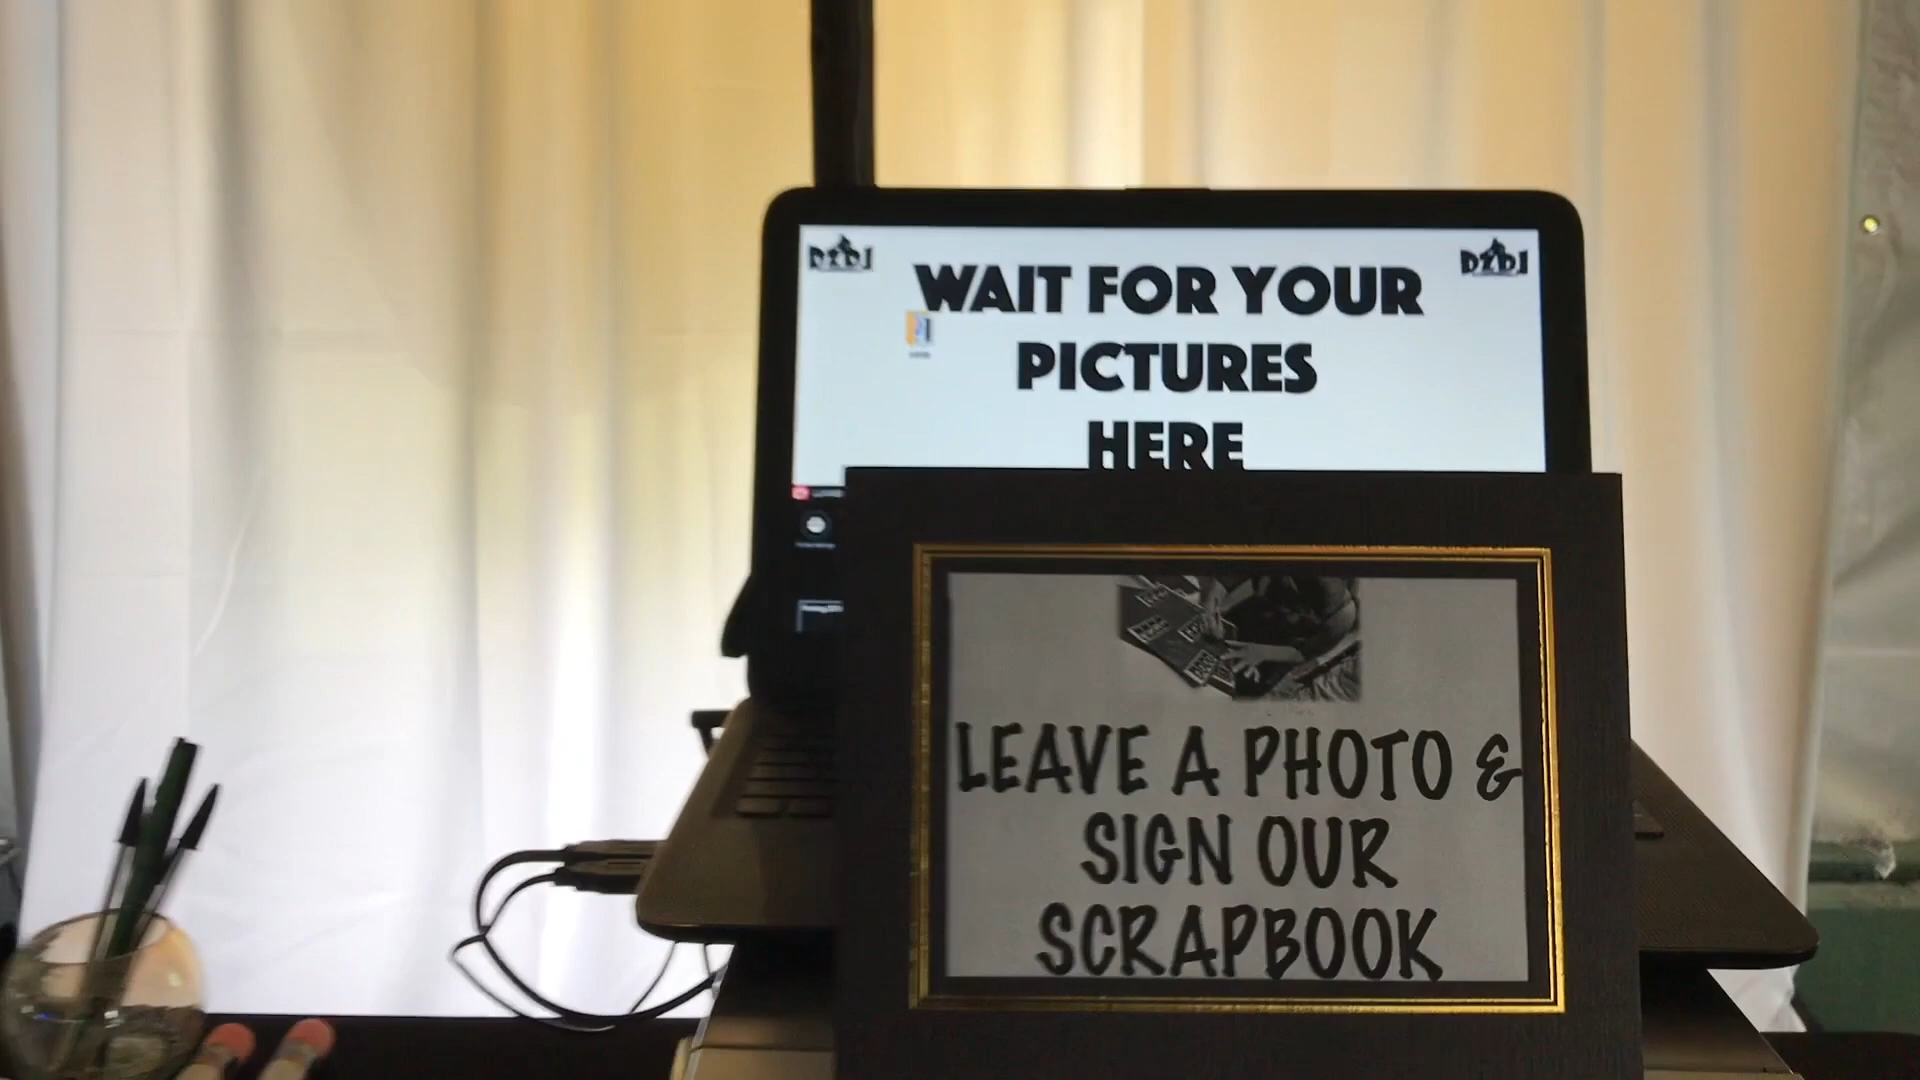 WAIT FOR YOUR
PICTURES
HERE
LEAVE A PHOTO &
SIGN OUR
SCRAPBOOK